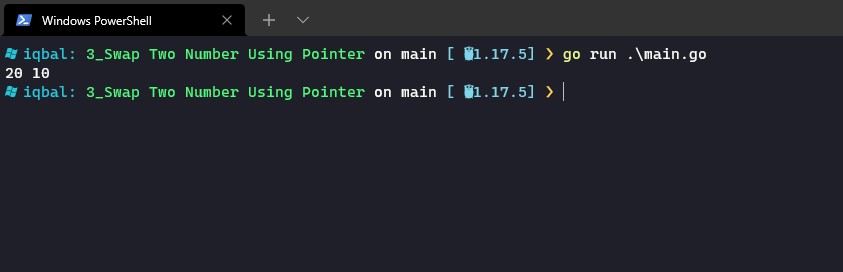 Windows PowerShell
iqbal: 3_Swap Two Number Using Pointer on main [ 1.17.5] ❯ go run .\main.go
20 10
iqbal: 3_Swap Two Number Using Pointer on main [ 1.17.5] ❯